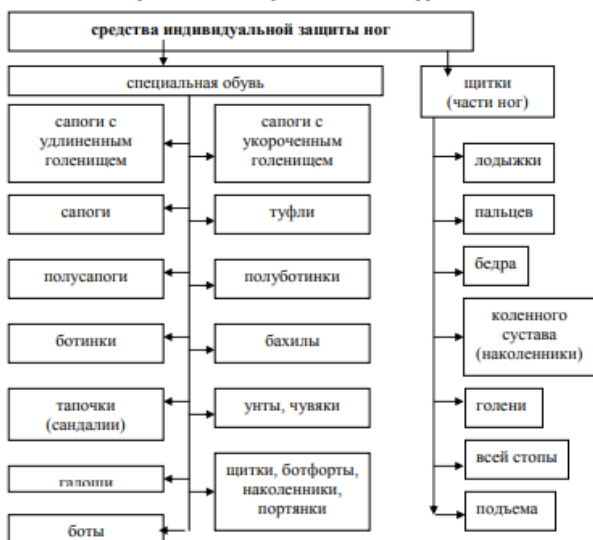 средства индивидуальной защиты ног
специальная обувь
щитки
(части ног)
сапоги с
удлиненным
голенищем
сапоги с
укороченным
голенищем
сапоги
туфли
полусапоги
полуботинки
ботинки
бахилы
тапочки
(сандалии)
унты, чувяки
галоши
щитки, ботфорты,
наколенники,
портянки
боты
лодыжки
пальцев
бедра
коленного
сустава
(наколенники)
голени
всей стопы
подъема